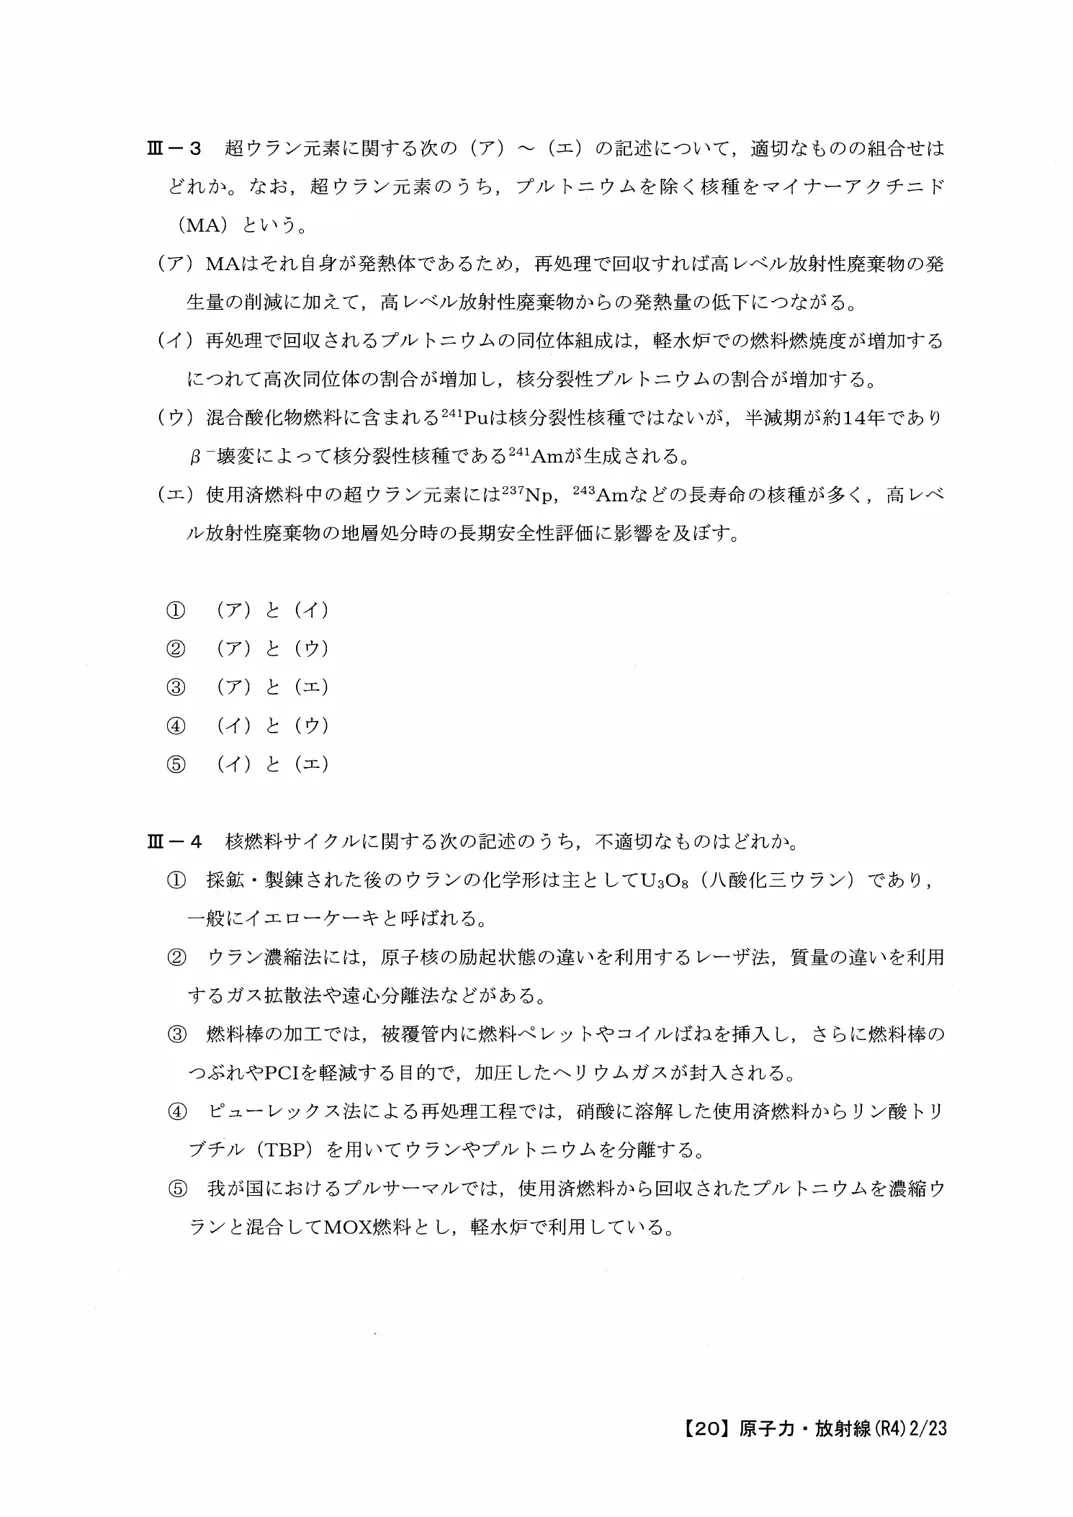 Ⅲ－3　超ウラン元素に関する次の（ア）～（エ）の記述について，適切なものの組合せは
どれか。なお，超ウラン元素のうち，プルトニウムを除く核種をマイナーアクチニド
（MA）という。
（ア）MAはそれ自身が発熱体であるため，再処理で回収すれば高レベル放射性廃棄物の発
生量の削減に加えて，高レベル放射性廃棄物からの発熱量の低下につながる。
（イ）再処理で回収されるプルトニウムの同位体組成は，軽水炉での燃料燃焼度が増加する
につれて高次同位体の割合が増加し，核分裂性プルトニウムの割合が増加する。
（ウ）混合酸化物燃料に含まれる²⁴¹Puは核分裂性核種ではないが，半減期が約14年であり
β⁻壊変によって核分裂性核種である²⁴¹Amが生成される。
（エ）使用済燃料中の超ウラン元素には²³⁷Np，²⁴³Amなどの長寿命の核種が多く，高レベ
ル放射性廃棄物の地層処分時の長期安全性評価に影響を及ぼす。
①　（ア）と（イ）
②　（ア）と（ウ）
③　（ア）と（エ）
④　（イ）と（ウ）
⑤　（イ）と（エ）
Ⅲ－4　核燃料サイクルに関する次の記述のうち，不適切なものはどれか。
①　採鉱・製錬された後のウランの化学形は主としてU₃O₈（八酸化三ウラン）であり，
一般にイエローケーキと呼ばれる。
②　ウラン濃縮法には，原子核の励起状態の違いを利用するレーザ法，質量の違いを利用
するガス拡散法や遠心分離法などがある。
③　燃料棒の加工では，被覆管内に燃料ペレットやコイルばねを挿入し，さらに燃料棒の
つぶれやPCIを軽減する目的で，加圧したヘリウムガスが封入される。
④　ピューレックス法による再処理工程では，硝酸に溶解した使用済燃料からリン酸トリ
ブチル（TBP）を用いてウランやプルトニウムを分離する。
⑤　我が国におけるプルサーマルでは，使用済燃料から回収されたプルトニウムを濃縮ウ
ランと混合してMOX燃料とし，軽水炉で利用している。
【20】原子力・放射線(R4) 2/23